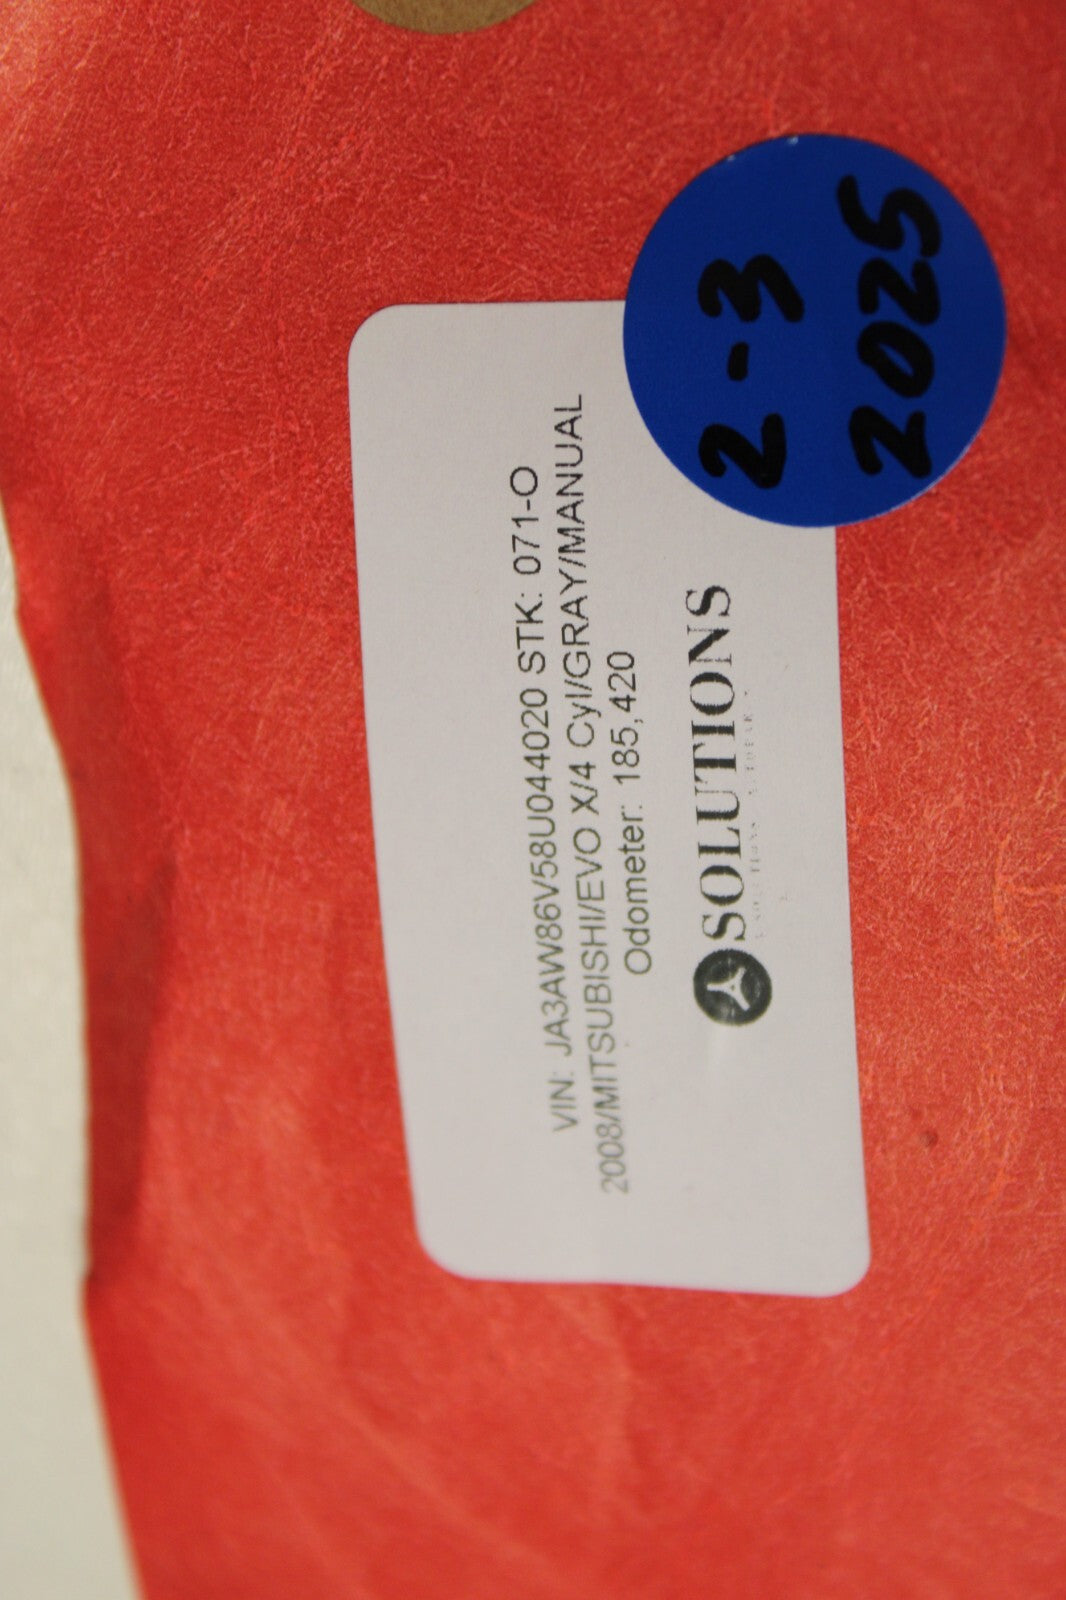 VIN: JA3AW86V58U044020 STK: 071-O
2008/MITSUBISHI/EVO X/4 Cyl/GRAY/MANUAL
Odometer: 185,420
SOLUTIONS
2-3
2025